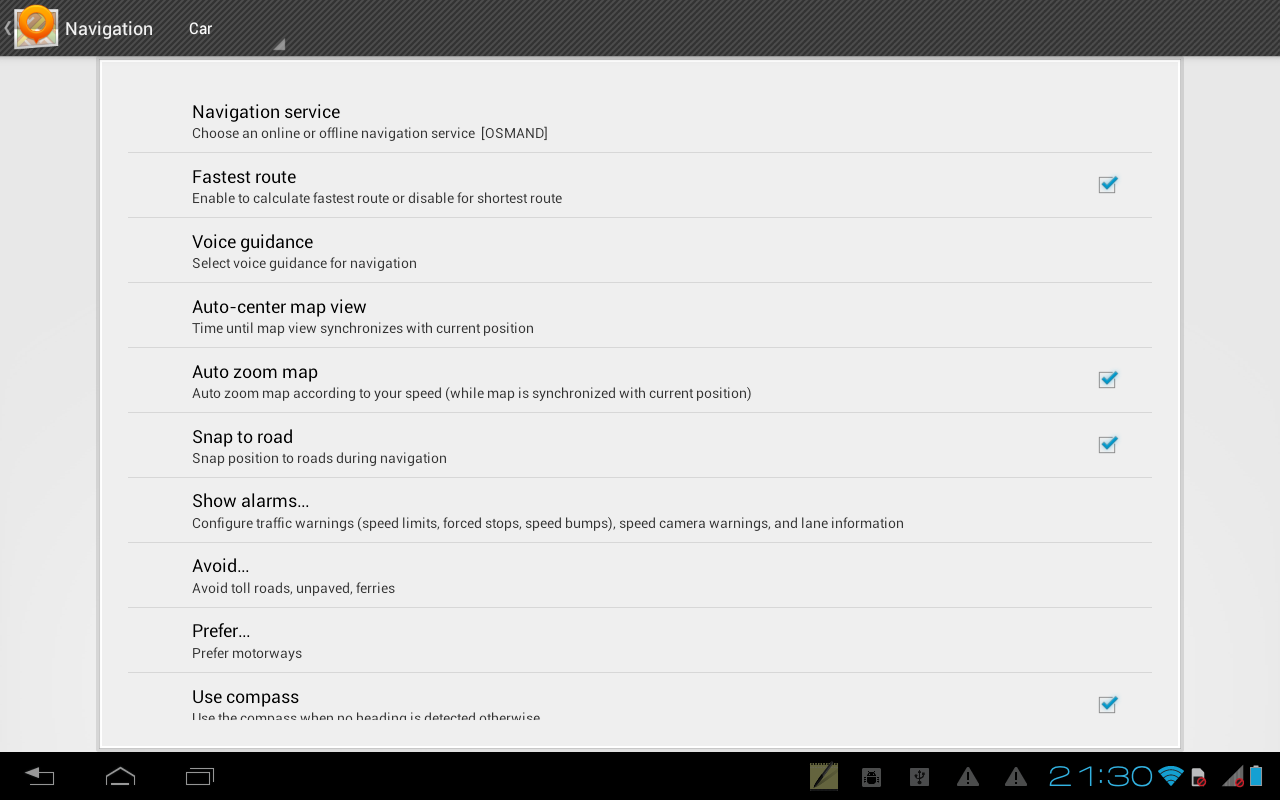 Navigation Car
Navigation service
Choose an online or offline navigation service [OSMAND]
Fastest route
Enable to calculate fastest route or disable for shortest route
Voice guidance
Select voice guidance for navigation
Auto-center map view
Time until map view synchronizes with current position
Auto zoom map
Auto zoom map according to your speed (while map is synchronized with current position)
Snap to road
Snap position to roads during navigation
Show alarms...
Configure traffic warnings (speed limits, forced stops, speed bumps), speed camera warnings, and lane information
Avoid...
Avoid toll roads, unpaved, ferries
Prefer...
Prefer motorways
Use compass
Use the compass when no heading is detected otherwise
21:30